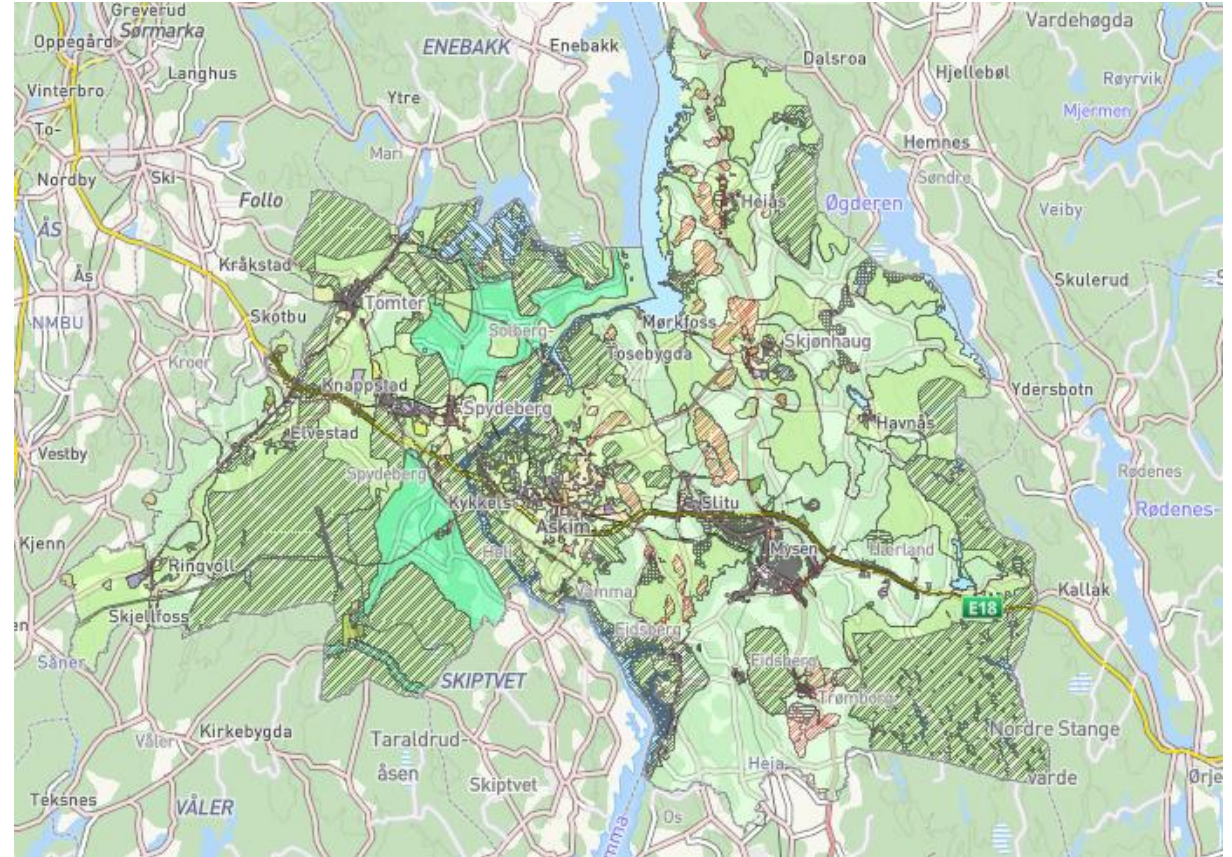 Greverud
Sørmarka
Vardehøgda
Oppegård
ENEBAKK
Enebakk
Dalsroa
Langhus
Hjellebøl
Røyrvik
Vinterbro
Ytre
Mjermen
To-
Mari
Hemnes
Nordby
Ski
Søndre
Follo
Heiås
Øgderen
Veiby
ÅS
Ås
Kråkstad
Skulerud
Tomter
NMBU
Skotbu
Solberg-
Mørkfoss
Skjønhaug
Kroer
Tosebygda
Knappstad
Ydersbotn
Spydeberg
Elvestad
Havnås
Vestby
Spydeberg
Rødenes
Kykkels-
Slitu
Rødenes-
Askim
Mysen
Hærland
Kjenn
Heli
Ringvoll
Vamma
Kallak
E18
Skjellfoss
Eidsberg
Eidsberg
Såner
SKIPTVET
Trømborg
Nordre Stange
Kirkebygda
Taraldrud-
Våler
åsen
Heia
varde
Skiptvet
Ørje
Teksnes
VÅLER
Os
mma-